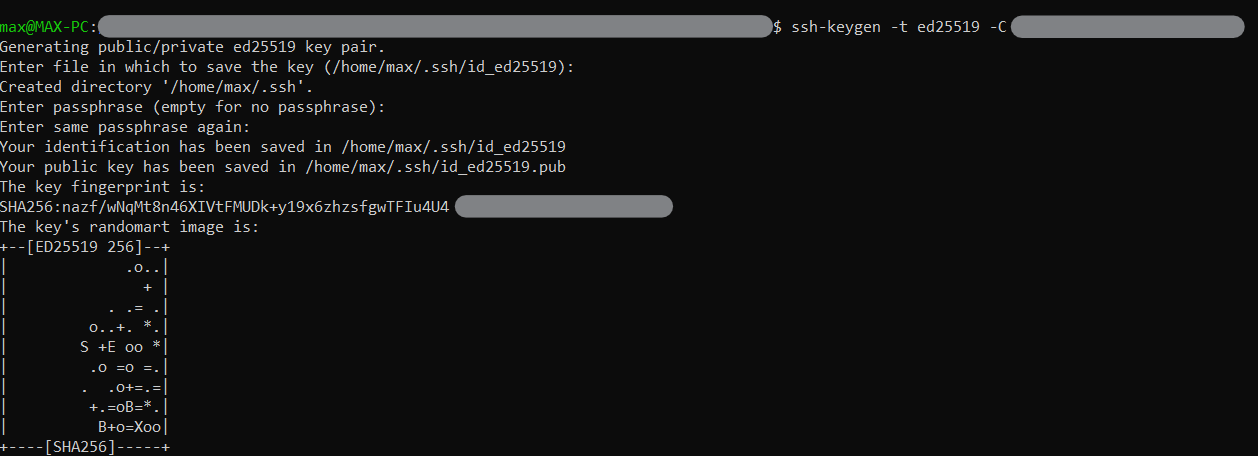 max@MAX-PC: $ ssh-keygen -t ed25519 -C
Generating public/private ed25519 key pair.
Enter file in which to save the key (/home/max/.ssh/id_ed25519):
Created directory '/home/max/.ssh'.
Enter passphrase (empty for no passphrase):
Enter same passphrase again:
Your identification has been saved in /home/max/.ssh/id_ed25519
Your public key has been saved in /home/max/.ssh/id_ed25519.pub
The key fingerprint is:
SHA256:nazf/wNqMt8n46XIVtFMUDk+y19x6zhzsfgwTFIu4U4
The key's randomart image is:
+--[ED25519 256]--+
|             .o..|
|               + |
|           . .= .|
|         o..+. *.|
|        S +E oo *|
|         .o =o =.|
|        .  .o+=.=|
|         +.=oB=*.|
|          B+o=Xoo|
+----[SHA256]-----+